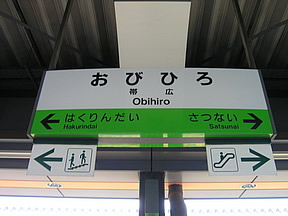 おびひろ
帯広
Obihiro
はくりんだい
Hakurindai
さつない
Satsunai